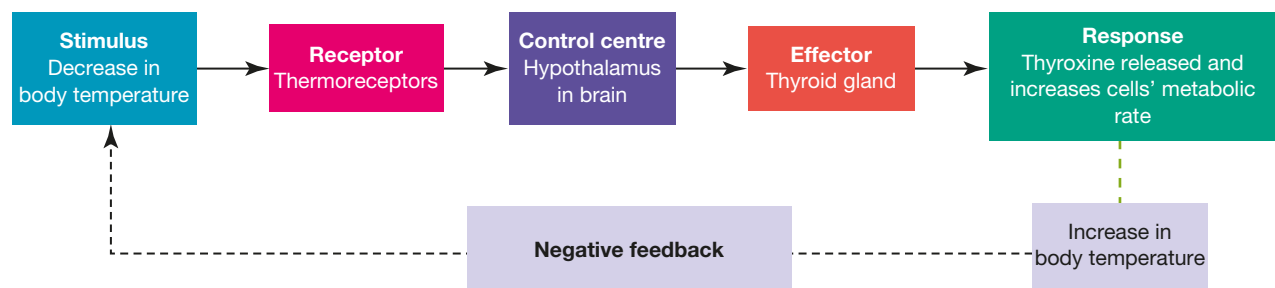 Stimulus
Decrease in
body temperature
Receptor
Thermoreceptors
Control centre
Hypothalamus
in brain
Effector
Thyroid gland
Response
Thyroxine released and
increases cells’ metabolic
rate
Negative feedback
Increase in
body temperature